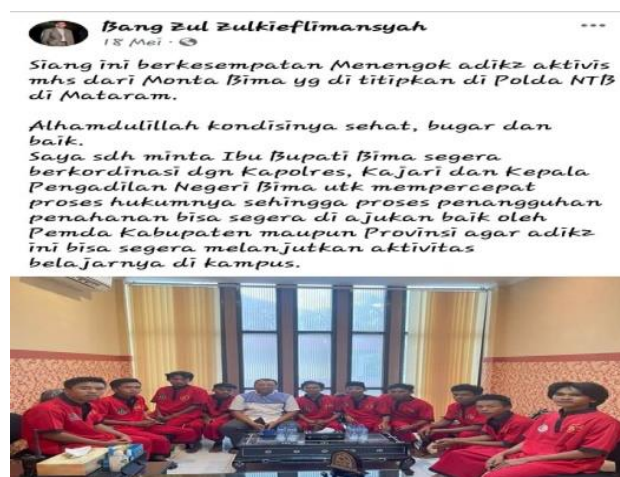 Bang Zul Zulkieflimansyah
18 Mei ·
Siang ini berkesempatan Menengok adikz aktivis
mhs dari Monta Bima yg di titipkan di Polda NTB
di Mataram.
Alhamdulillah kondisinya sehat, bugar dan
baik.
Saya sdh minta Ibu Bupati Bima segera
berkordinasi dgn Kapolres, Kajari dan Kepala
Pengadilan Negeri Bima utk mempercepat
proses hukumnya sehingga proses penangguhan
penahanan bisa segera di ajukan baik oleh
Pemda Kabupaten maupun Provinsi agar adikz
ini bisa segera melanjutkan aktivitas
belajarnya di kampus.